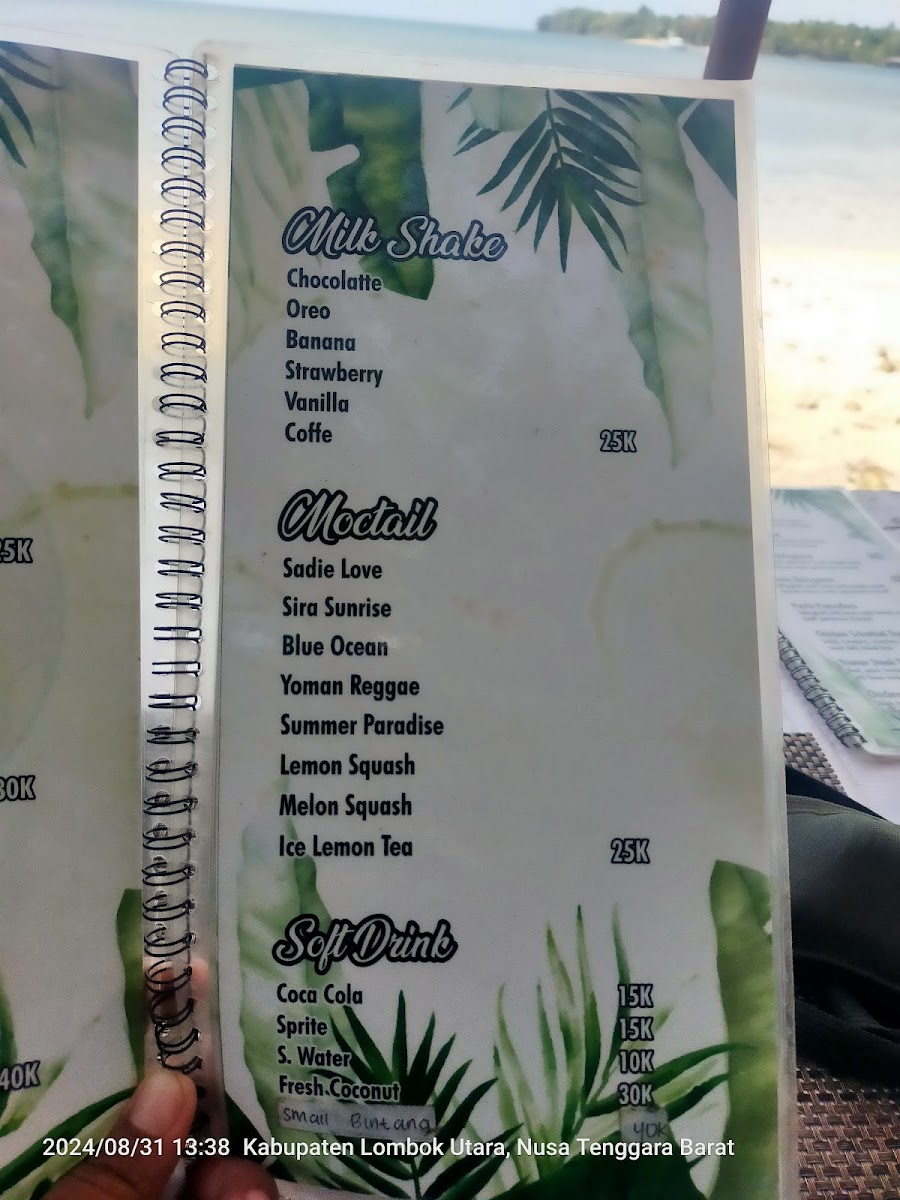 25K
30K
40K
Milk Shake
Chocolatte
Oreo
Banana
Strawberry
Vanilla
Coffe 25K
Moctail
Sadie Love
Sira Sunrise
Blue Ocean
Yoman Reggae
Summer Paradise
Lemon Squash
Melon Squash
Ice Lemon Tea 25K
Soft Drink
Coca Cola 15K
Sprite 15K
S. Water 10K
Fresh Coconut 30K
Small Bintang 40K
2024/08/31 13:38 Kabupaten Lombok Utara, Nusa Tenggara Barat